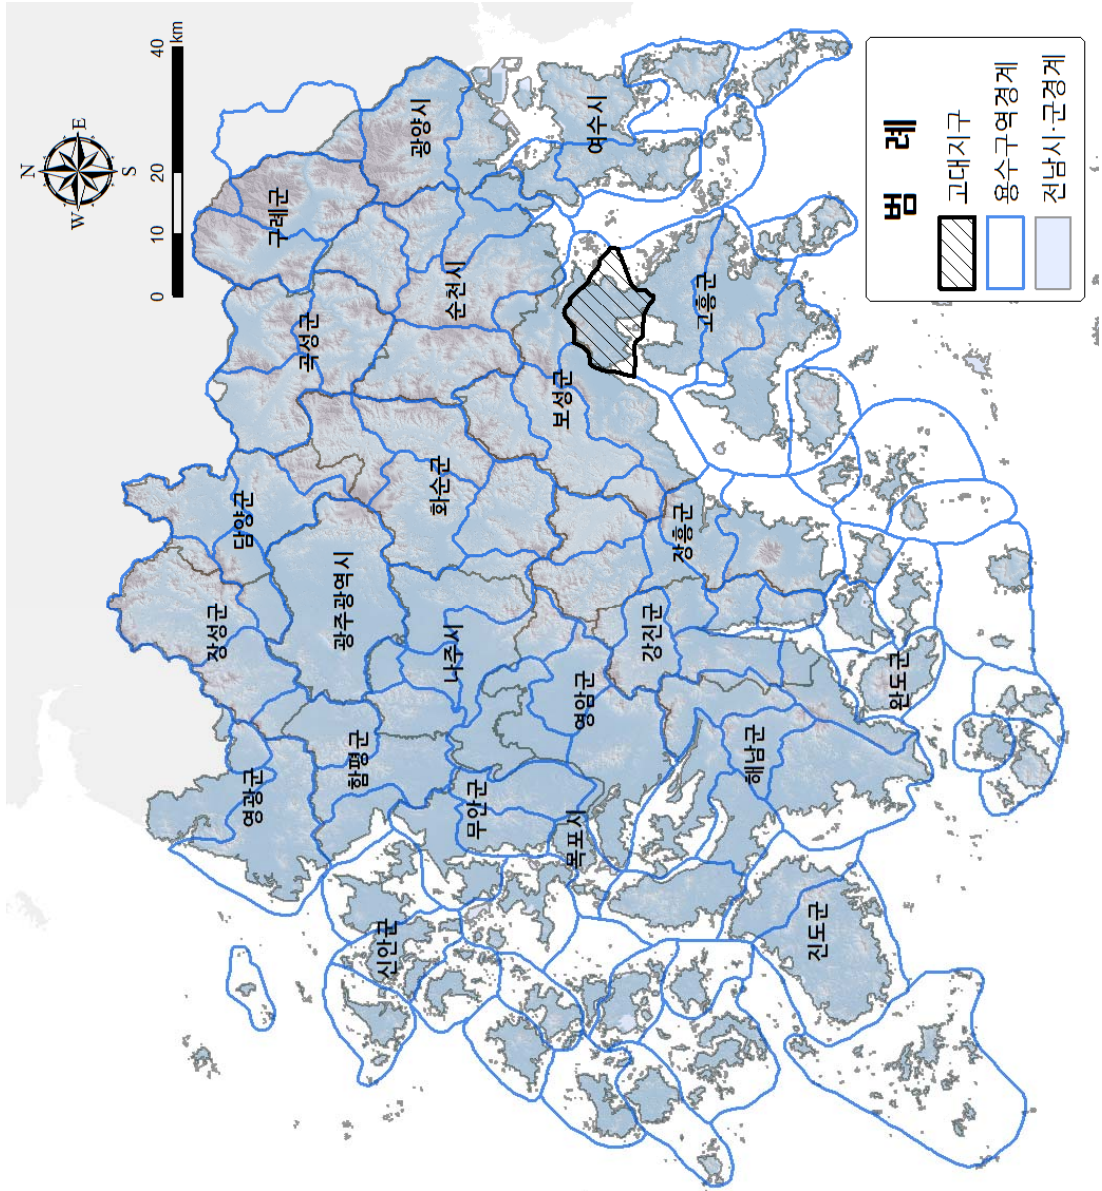 N
W E
S
0 10 20 40
km
장성군
담양군
영광군
구례군
곡성군
광주광역시
함평군
신안군
광양시
화순군
나주시
순천시
무안군
보성군
목포시
영암군
여수시
강진군
장흥군
고흥군
해남군
진도군
완도군
범 례
고대지구
용수구역경계
전남시·군경계